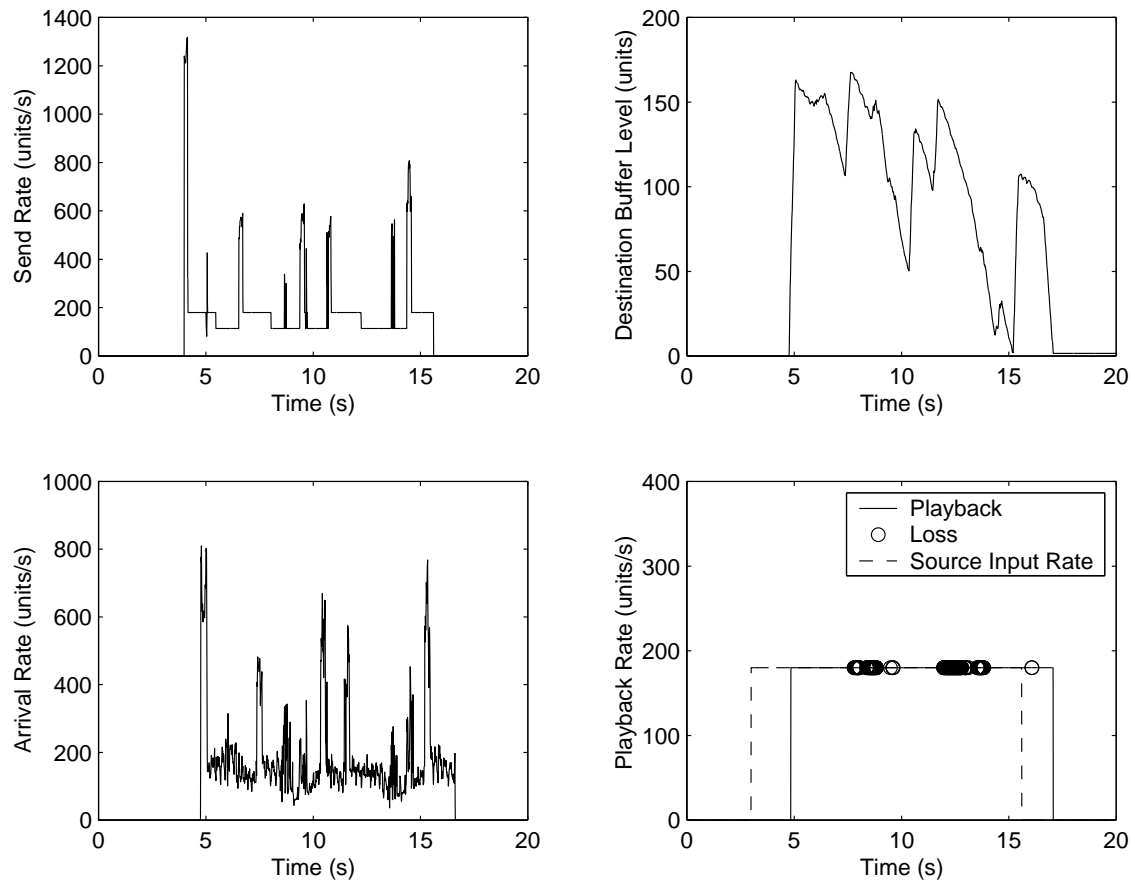 1400
1200
1000
800
600
400
200
0
0 5 10 15 20
Time (s)
Send Rate (units/s)
200
150
100
50
0
0 5 10 15 20
Time (s)
Destination Buffer Level (units)
1000
800
600
400
200
0
0 5 10 15 20
Time (s)
Arrival Rate (units/s)
400
300
200
100
0
0 5 10 15 20
Time (s)
Playback Rate (units/s)
Playback
Loss
Source Input Rate